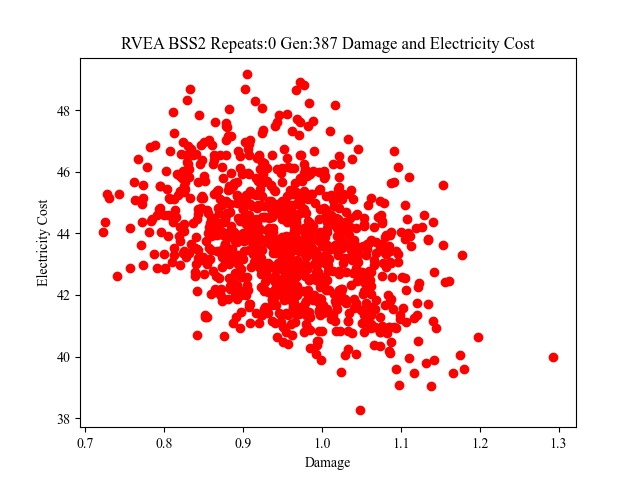 RVEA BSS2 Repeats:0 Gen:387 Damage and Electricity Cost
48
46
44
42
40
38
Electricity Cost
0.7 0.8 0.9 1.0 1.1 1.2 1.3
Damage